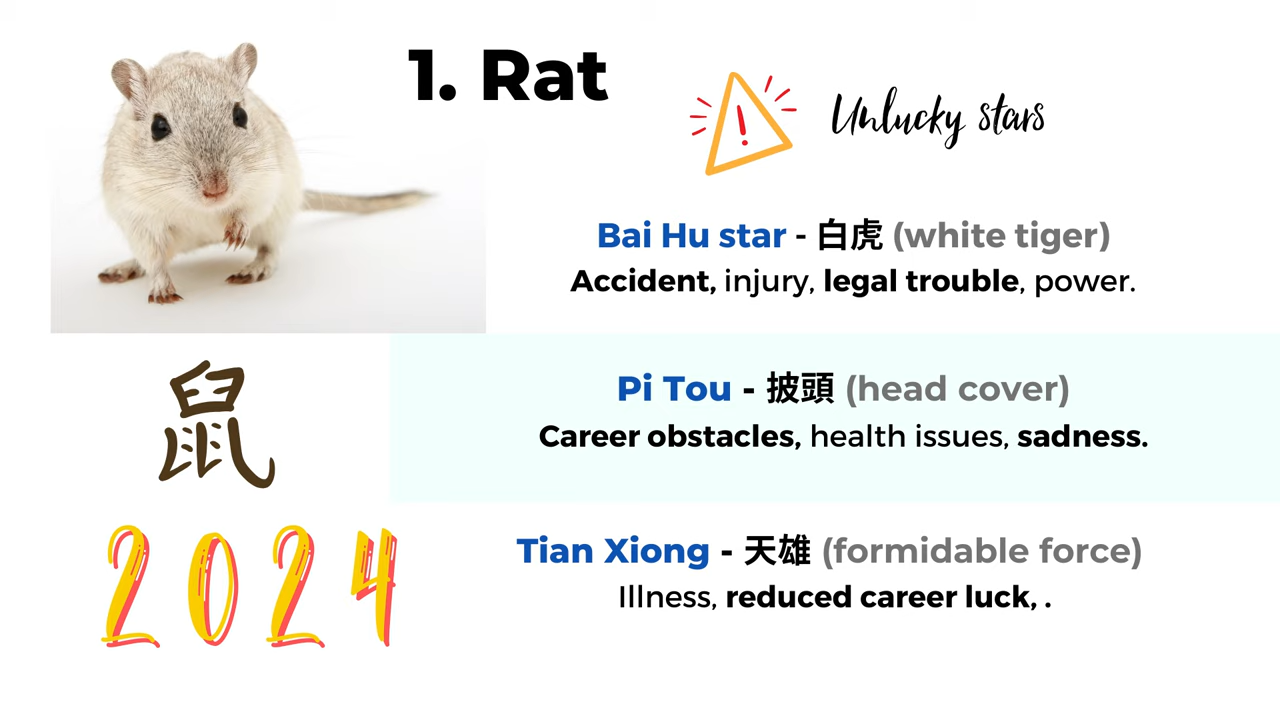 1. Rat
Unlucky stars
Bai Hu star - 白虎 (white tiger)
Accident, injury, legal trouble, power.
Pi Tou - 披頭 (head cover)
Career obstacles, health issues, sadness.
鼠
Tian Xiong - 天雄 (formidable force)
Illness, reduced career luck, .
2024